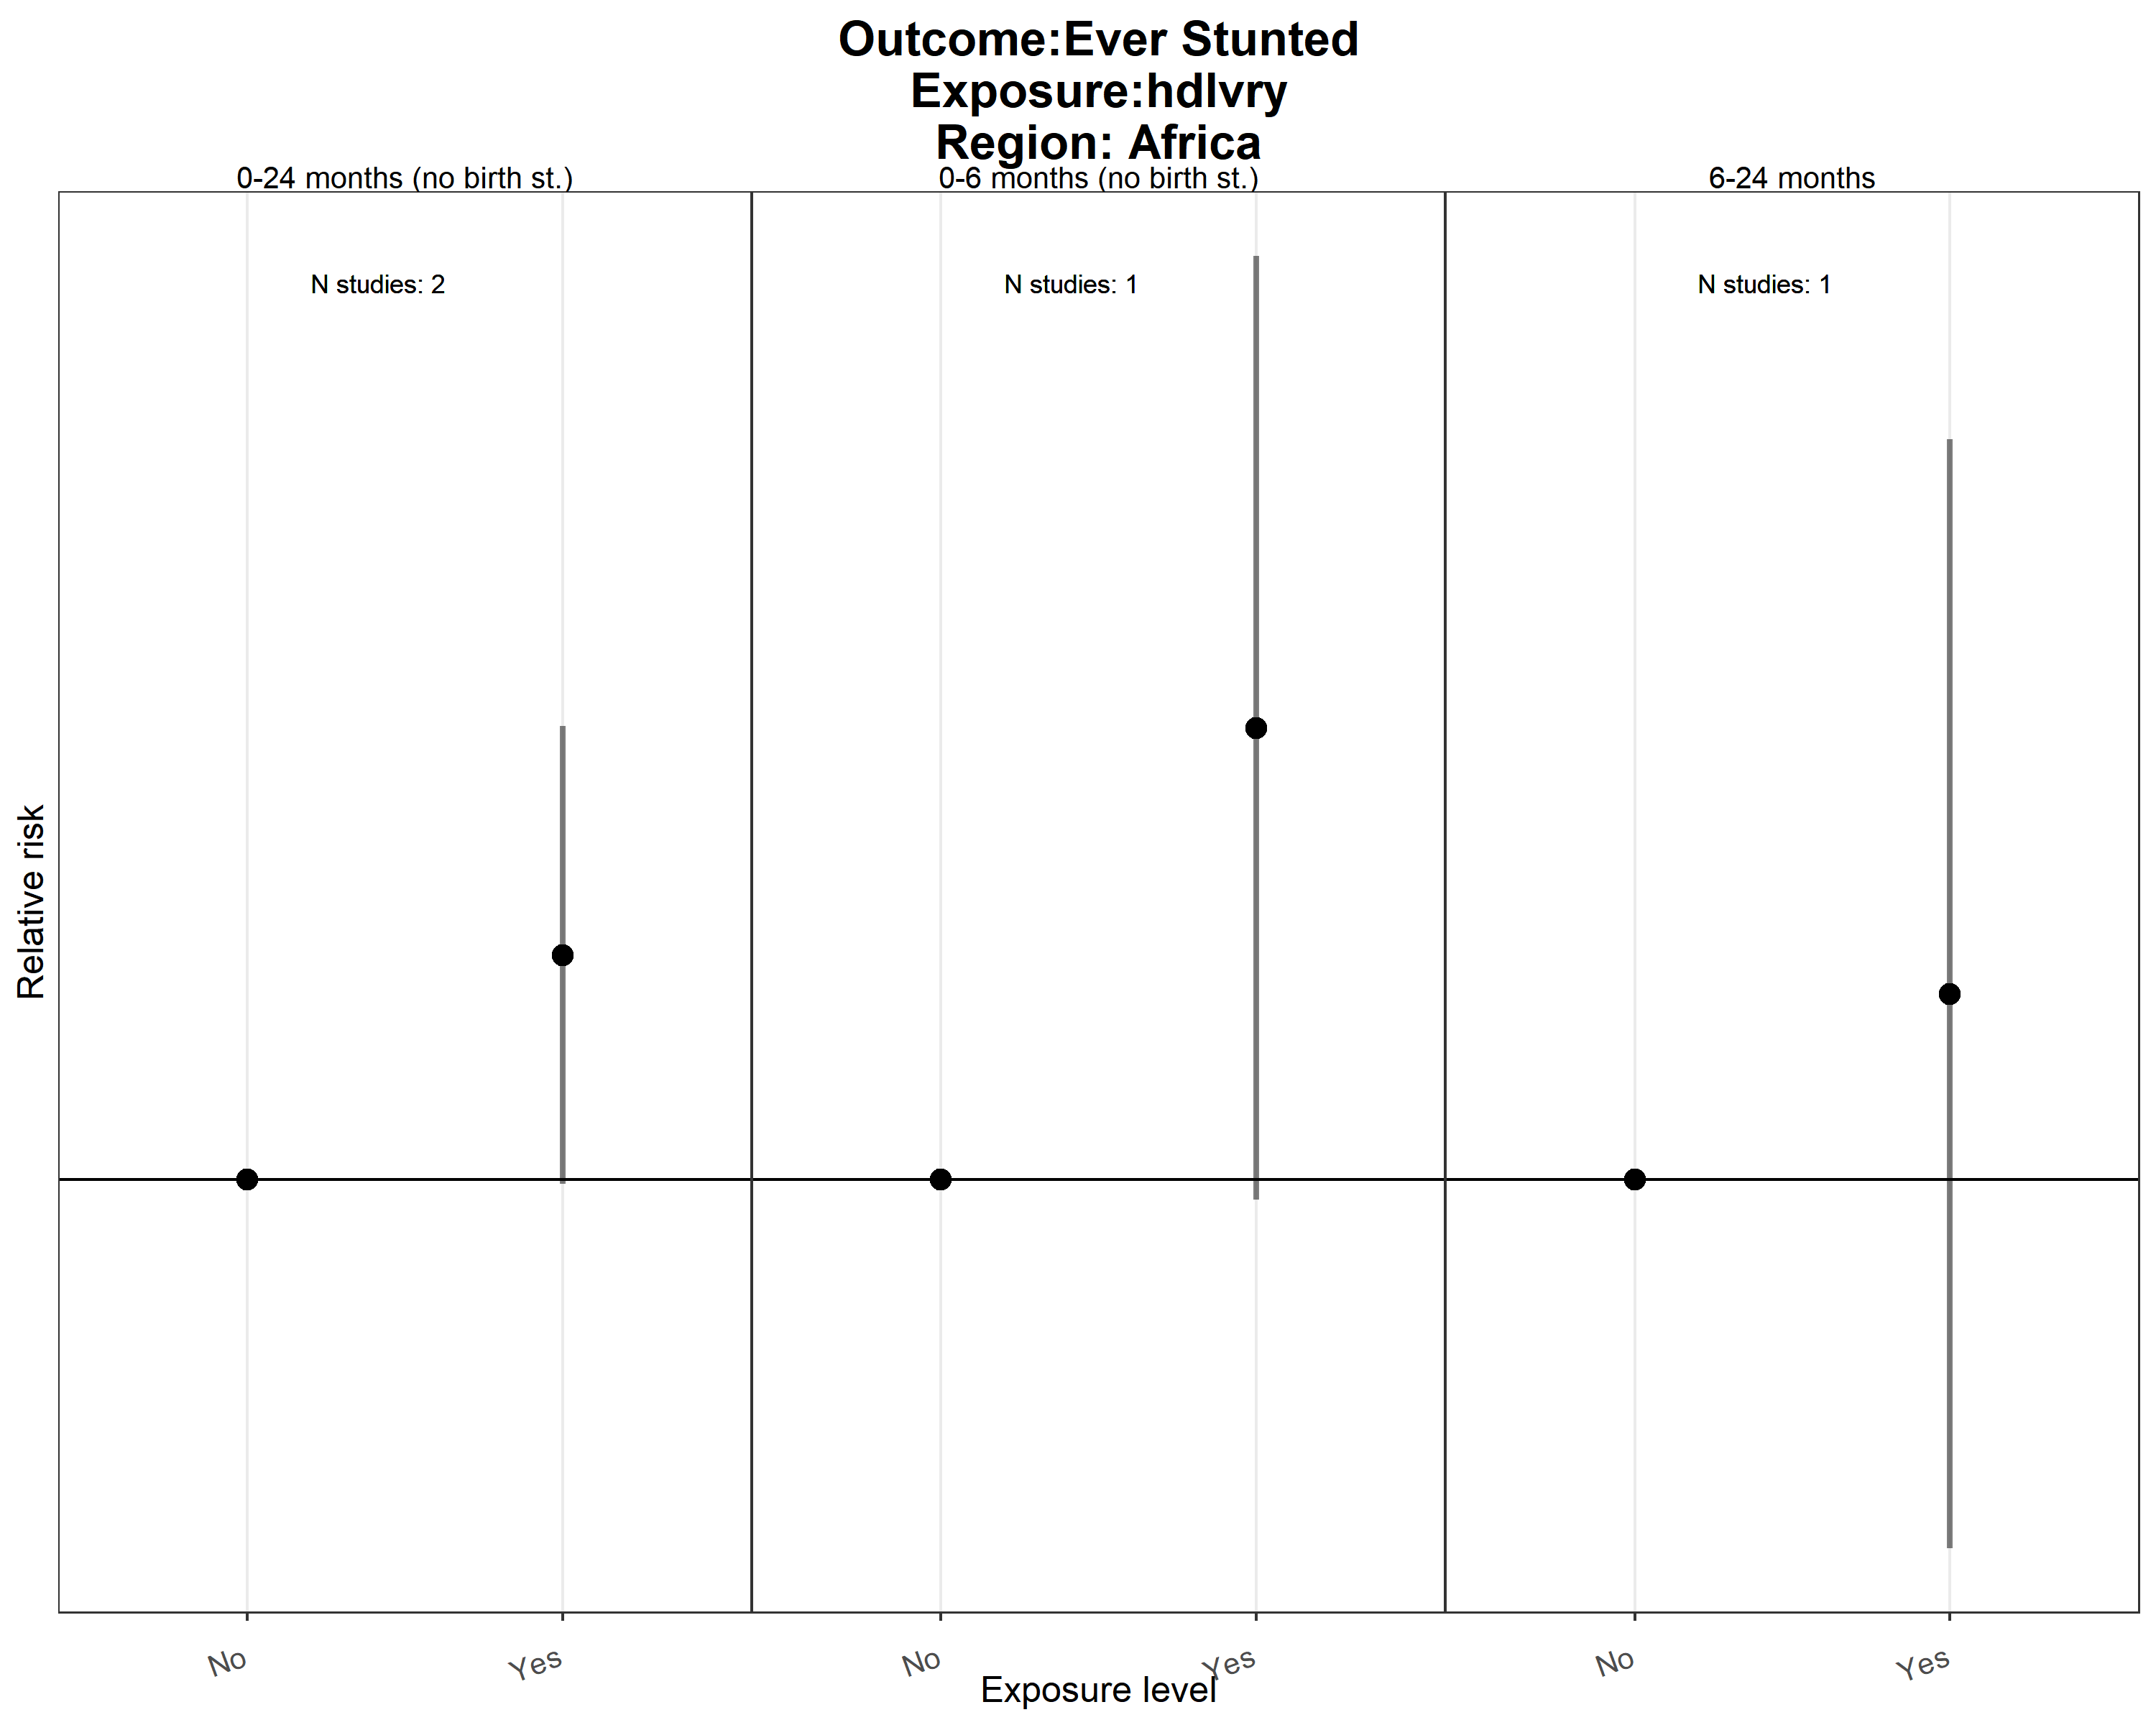 Outcome:Ever Stunted
Exposure:hdlvry
Region: Africa
0-24 months (no birth st.)
0-6 months (no birth st.)
6-24 months
N studies: 2
N studies: 1
N studies: 1
Relative risk
No
Yes
No
Yes
No
Yes
Exposure level